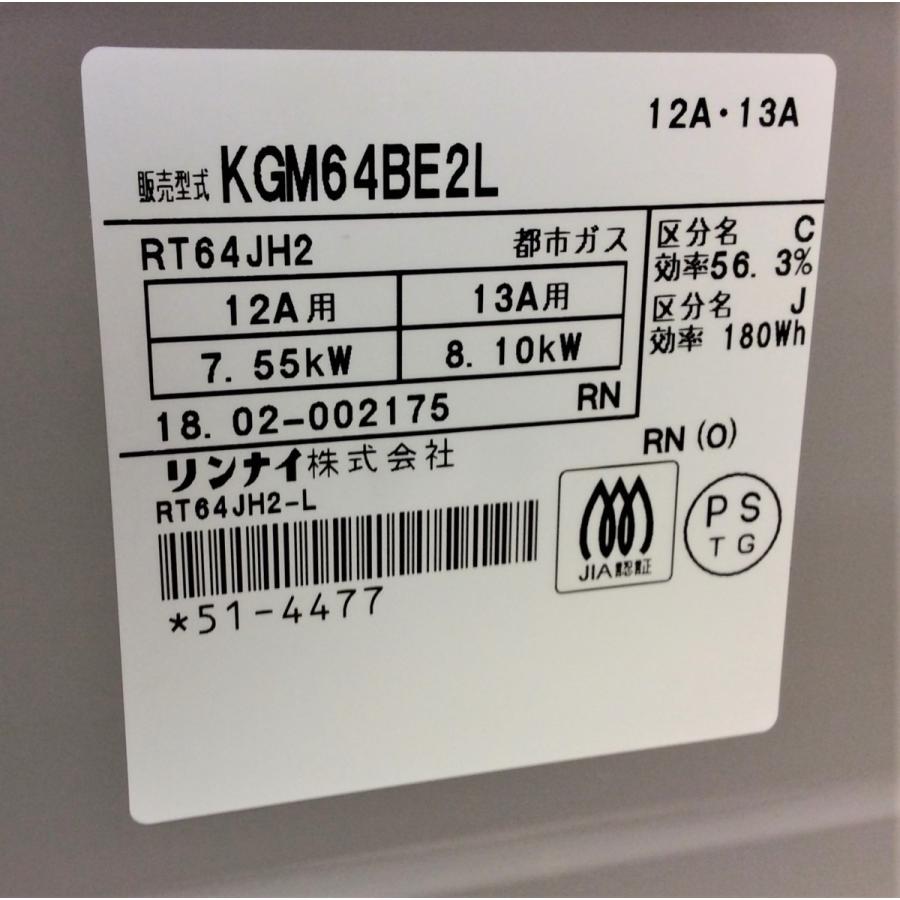 12A・13A
販売型式 KGM64BE2L
RT64JH2 都市ガス
12A用 13A用
7.55kW 8.10kW
18.02-002175 RN
区分名 C
効率56.3%
区分名 J
効率 180Wh
RN(O)
リンナイ株式会社
RT64JH2-L
*51-4477
JIA認証
PS
TG